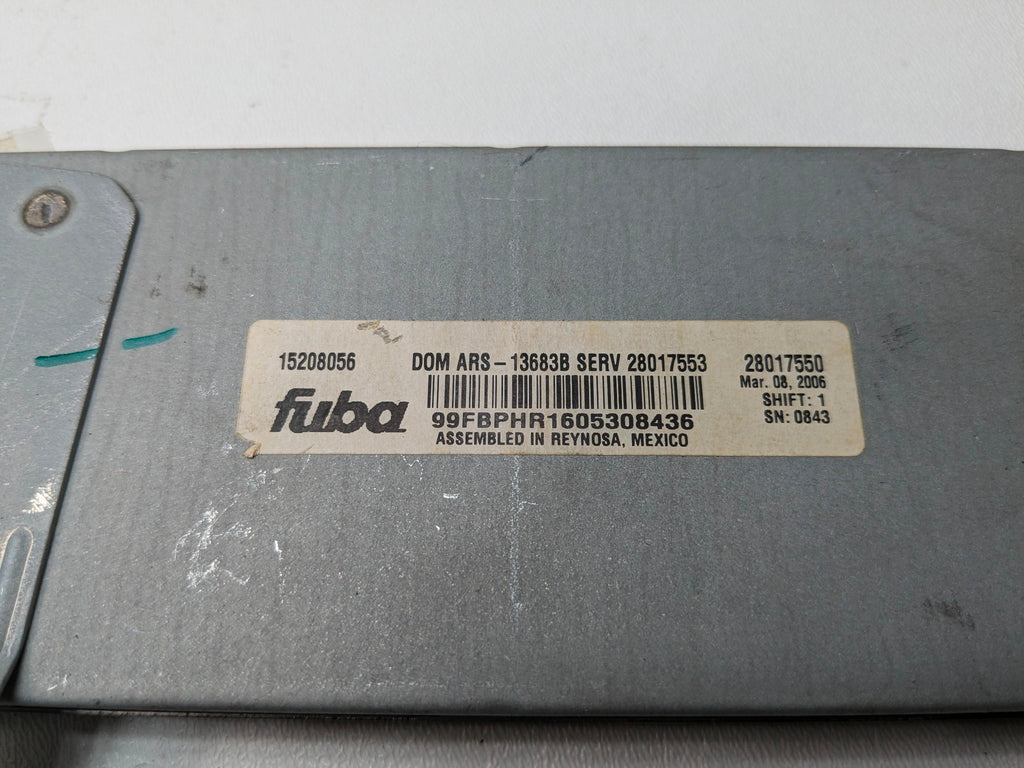 15208056 DOM ARS-13683B SERV 28017553 28017550
Mar. 08, 2006
fuba SHIFT: 1
99FBPHR1605308436 SN: 0843
ASSEMBLED IN REYNOSA, MEXICO